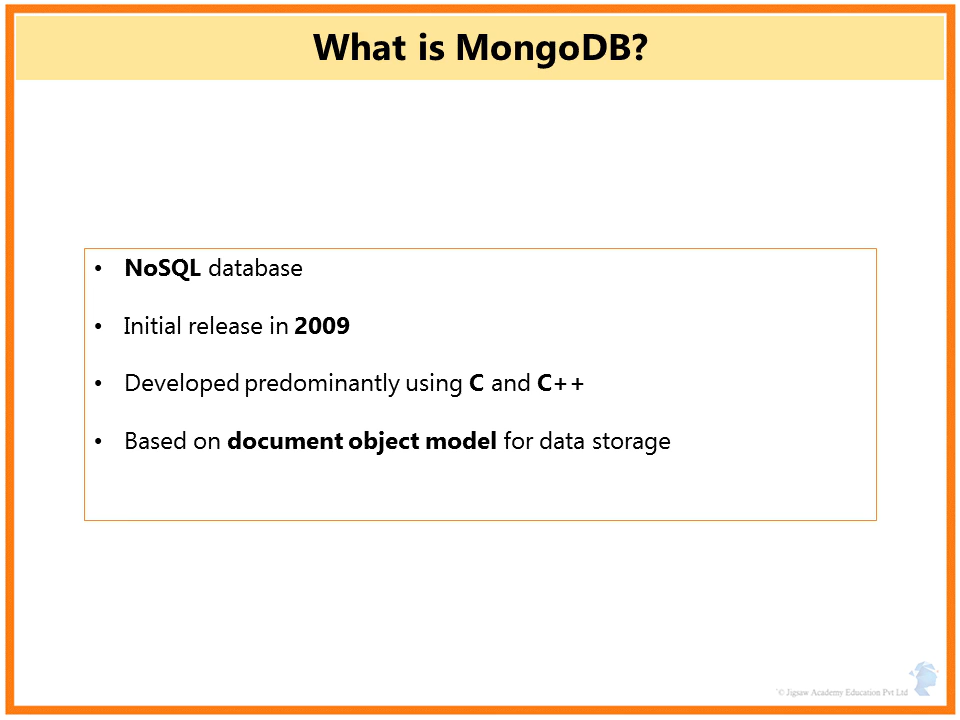 What is MongoDB?
• NoSQL database
• Initial release in 2009
• Developed predominantly using C and C++
• Based on document object model for data storage
© Jigsaw Academy Education Pvt Ltd